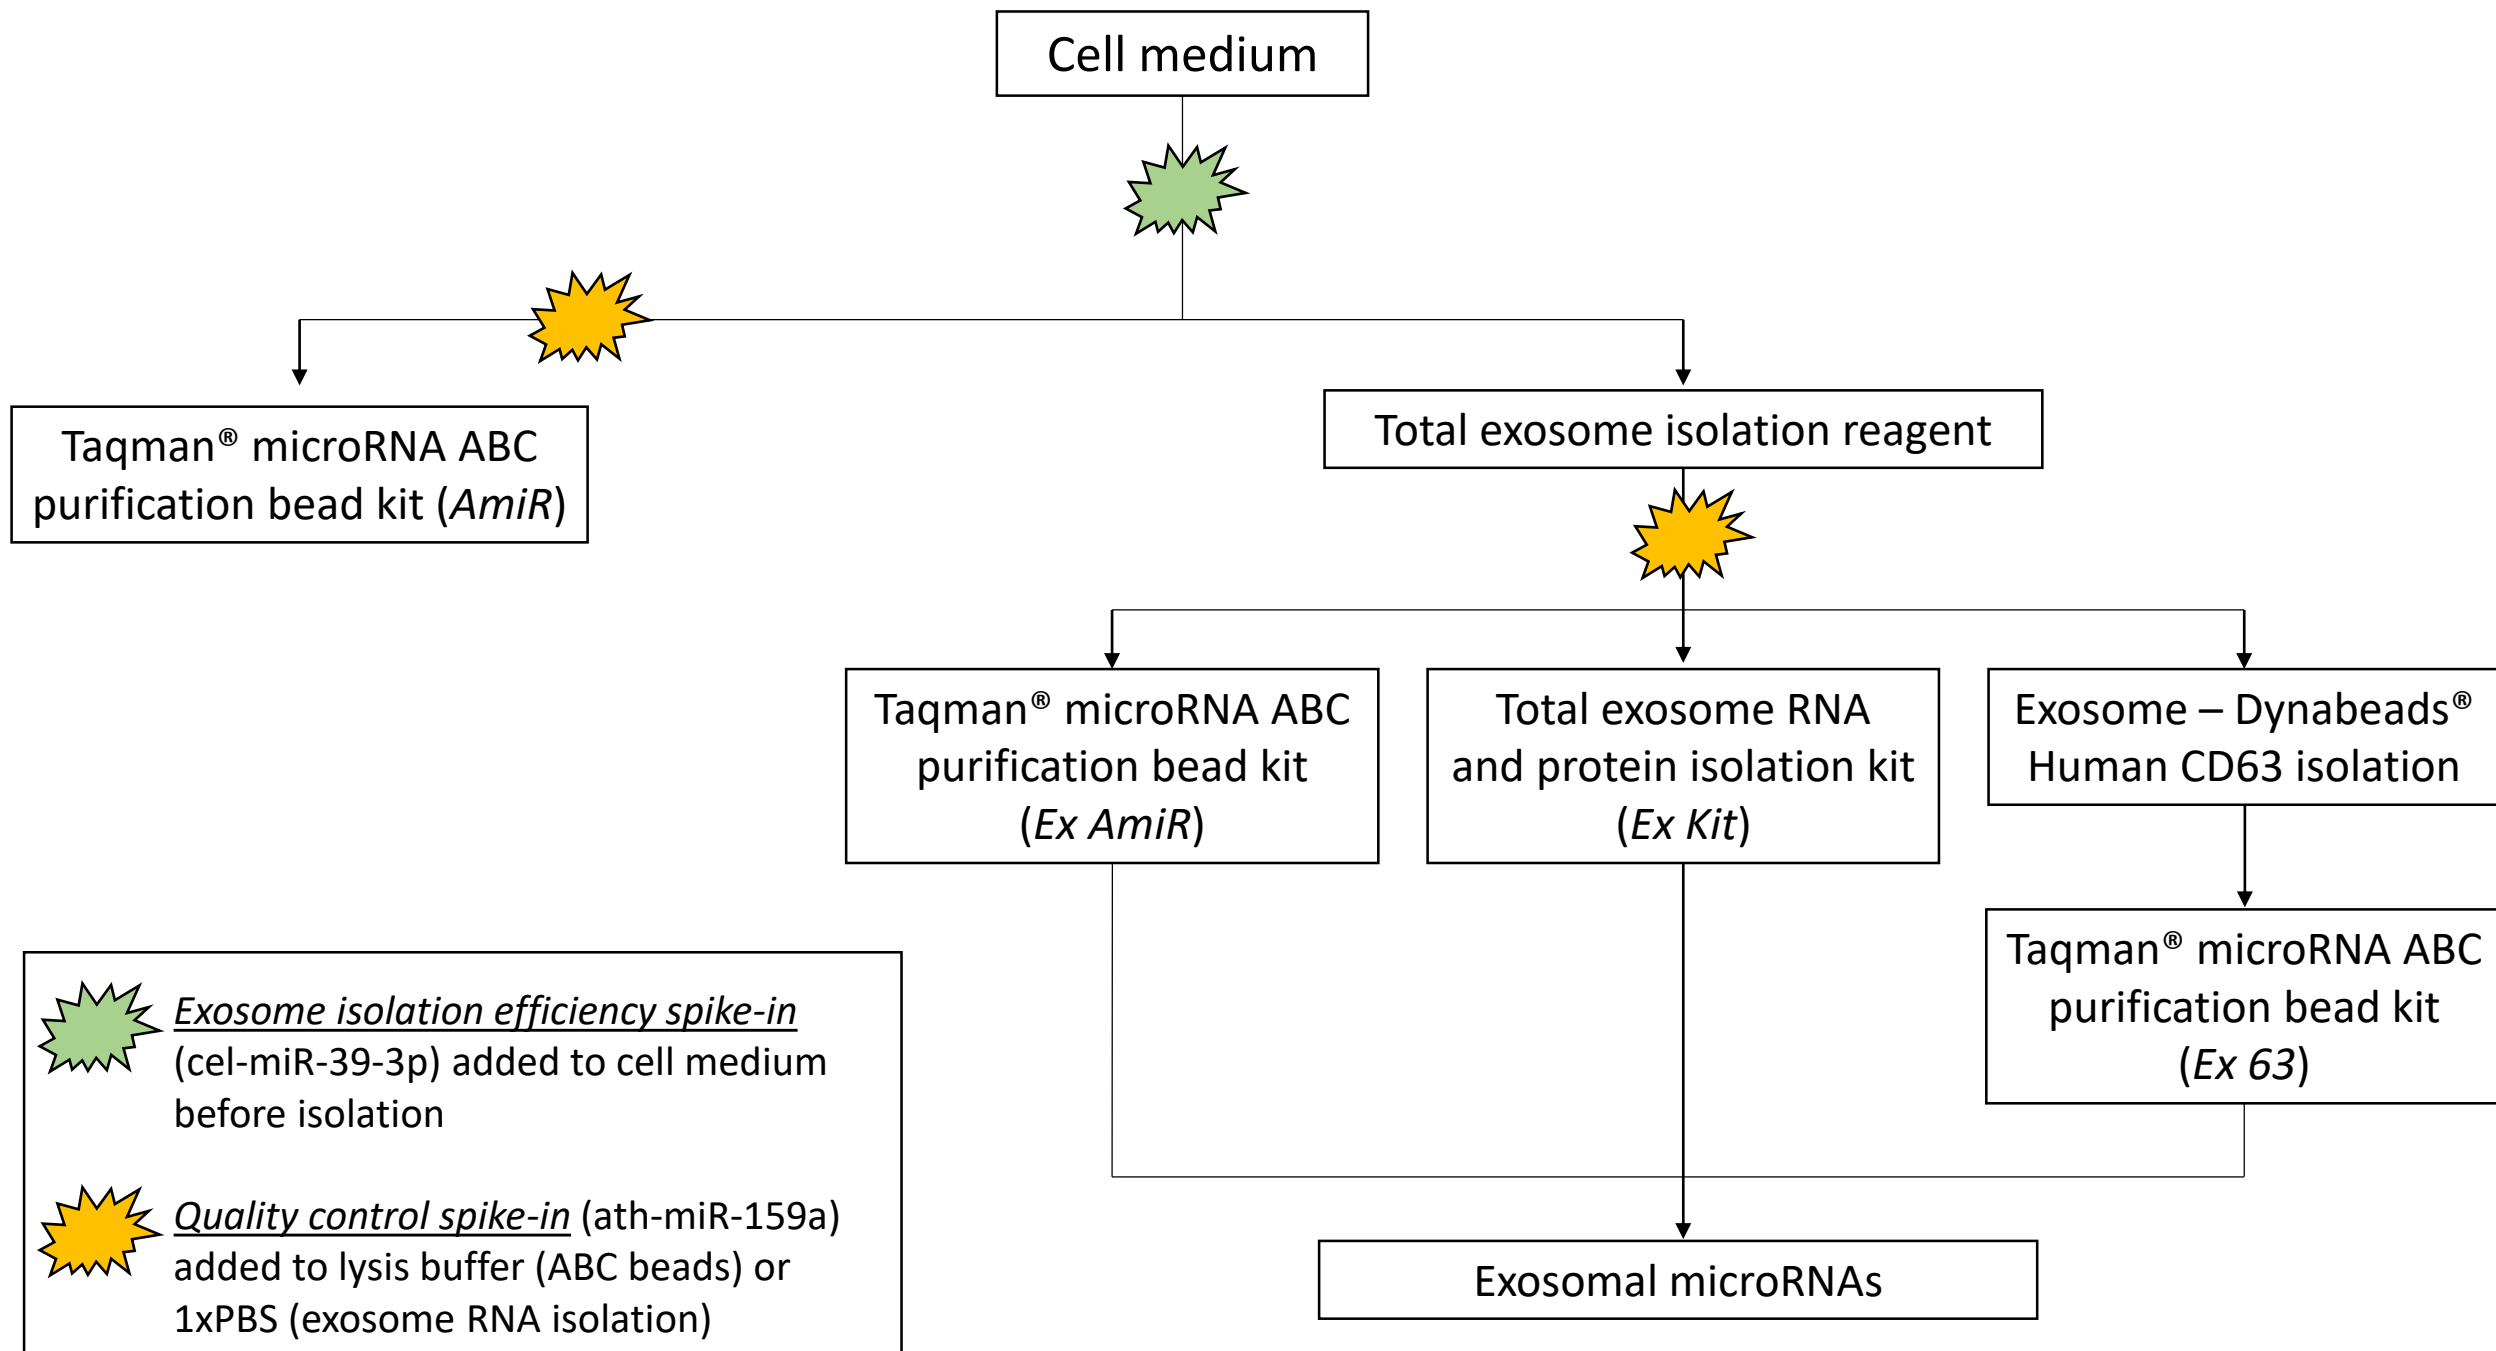 Cell medium
Taqman® microRNA ABC
purification bead kit (AmiR)
Total exosome isolation reagent
Taqman® microRNA ABC
purification bead kit
(Ex AmiR)
Total exosome RNA
and protein isolation kit
(Ex Kit)
Exosome – Dynabeads®
Human CD63 isolation
Taqman® microRNA ABC
purification bead kit
(Ex 63)
Exosomal microRNAs
Exosome isolation efficiency spike-in
(cel-miR-39-3p) added to cell medium
before isolation
Quality control spike-in (ath-miR-159a)
added to lysis buffer (ABC beads) or
1xPBS (exosome RNA isolation)